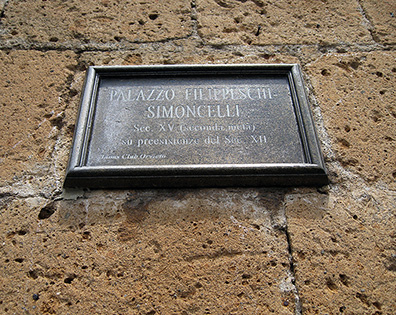 PALAZZO FILIPPESCHI-
SIMONCELLI
Sec. XV (seconda metà)
su preesistenze del Sec. XII
Lions Club Orvieto